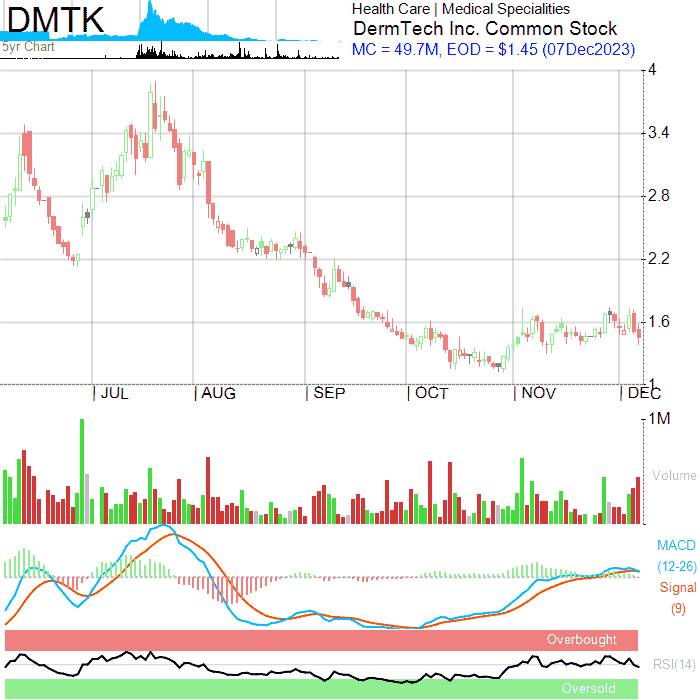 DMTK
5yr Chart
Health Care | Medical Specialities
DermTech Inc. Common Stock
MC = 49.7M, EOD = $1.45 (07Dec2023)
4
3.4
2.8
2.2
1.6
1
JUL
AUG
SEP
OCT
NOV
DEC
1M
Volume
MACD
(12-26)
Signal
(9)
Overbought
RSI(14)
Oversold